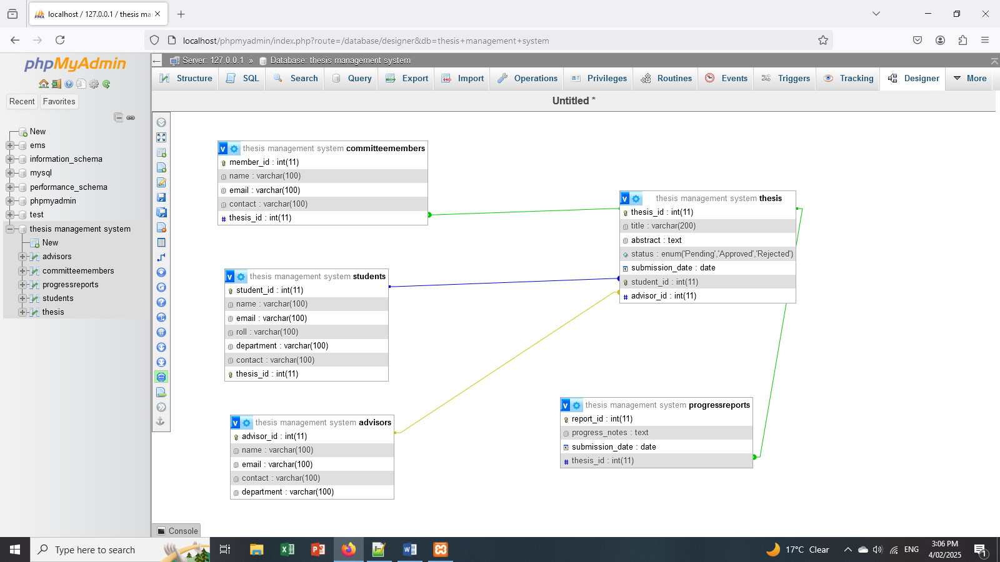 localhost / 127.0.0.1 / thesis ma
localhost/phpmyadmin/index.php?route=/database/designer&db=thesis+management+system
phpMyAdmin
Recent
Favorites
New
ems
information_schema
mysql
performance_schema
phpmyadmin
test
thesis management system
New
advisors
committeemembers
progressreports
students
thesis
Server: 127.0.0.1 » Database: thesis management system
Structure
SQL
Search
Query
Export
Import
Operations
Privileges
Routines
Events
Triggers
Tracking
Designer
More
Untitled *
v thesis management system committeemembers
member_id : int(11)
name : varchar(100)
email : varchar(100)
contact : varchar(100)
# thesis_id : int(11)
v thesis management system thesis
thesis_id : int(11)
title : varchar(200)
abstract : text
status : enum('Pending','Approved','Rejected')
submission_date : date
student_id : int(11)
# advisor_id : int(11)
v thesis management system students
student_id : int(11)
name : varchar(100)
email : varchar(100)
roll : varchar(100)
department : varchar(100)
contact : varchar(100)
thesis_id : int(11)
v thesis management system advisors
advisor_id : int(11)
name : varchar(100)
email : varchar(100)
contact : varchar(100)
department : varchar(100)
v thesis management system progressreports
report_id : int(11)
progress_notes : text
submission_date : date
# thesis_id : int(11)
Console
Type here to search
17°C Clear
ENG
3:06 PM
4/02/2025
1